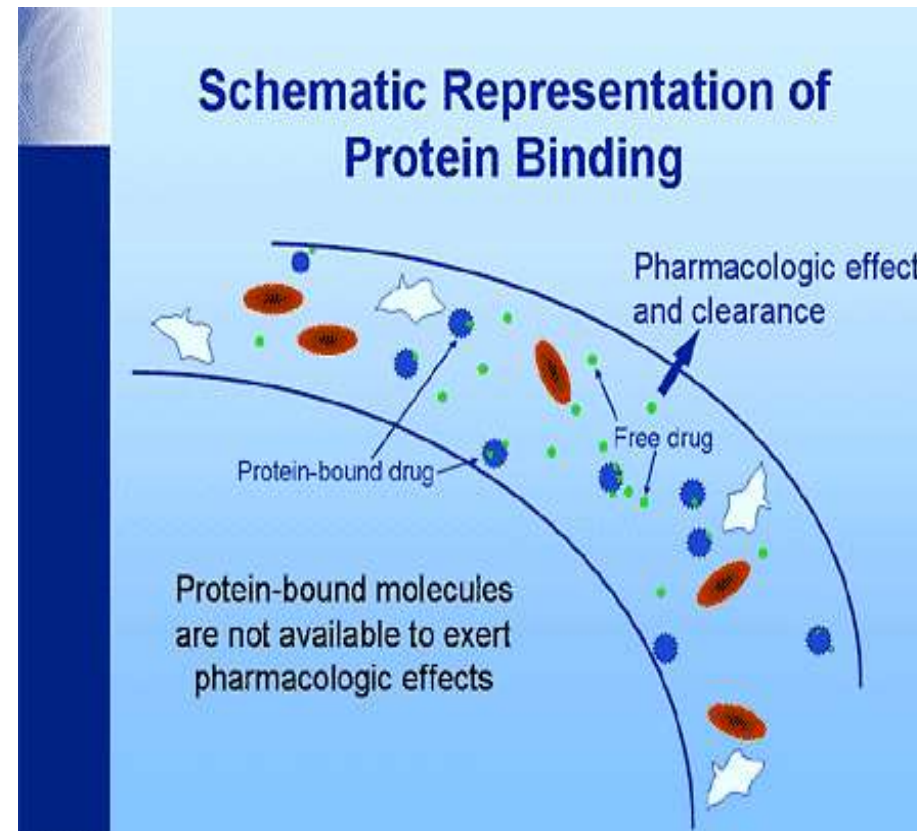 Schematic Representation of
Protein Binding
Pharmacologic effect
and clearance
Free drug
Protein-bound drug
Protein-bound molecules
are not available to exert
pharmacologic effects